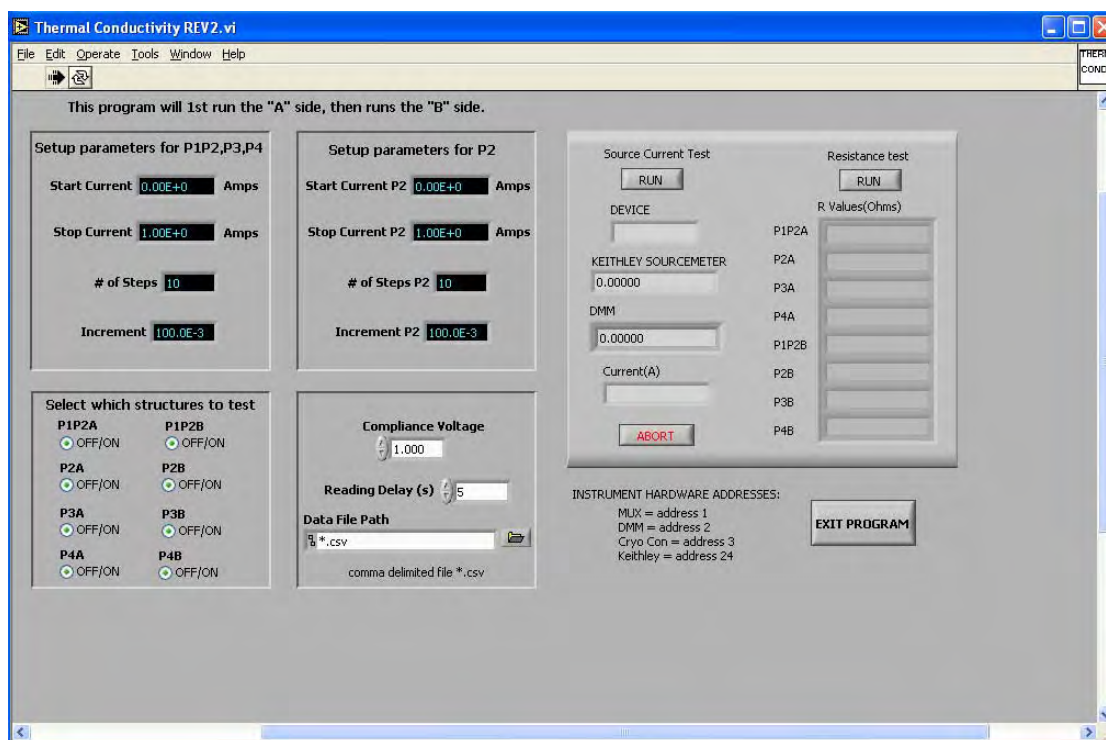 Thermal Conductivity REV2.vi
File Edit Operate Tools Window Help
THER
COND
This program will 1st run the "A" side, then runs the "B" side.
Setup parameters for P1P2,P3,P4
Start Current 0.00E+0 Amps
Stop Current 1.00E+0 Amps
# of Steps 10
Increment 100.0E-3
Setup parameters for P2
Start Current P2 0.00E+0 Amps
Stop Current P2 1.00E+0 Amps
# of Steps P2 10
Increment P2 100.0E-3
Select which structures to test
P1P2A P1P2B
OFF/ON OFF/ON
P2A P2B
OFF/ON OFF/ON
P3A P3B
OFF/ON OFF/ON
P4A P4B
OFF/ON OFF/ON
Compliance Voltage
1.000
Reading Delay (s) 5
Data File Path
*.csv
comma delimited file *.csv
Source Current Test
RUN
DEVICE
KEITHLEY SOURCEMETER
0.00000
DMM
0.00000
Current(A)
ABORT
Resistance test
RUN
R Values(Ohms)
P1P2A
P2A
P3A
P4A
P1P2B
P2B
P3B
P4B
INSTRUMENT HARDWARE ADDRESSES:
MUX = address 1
DMM = address 2
Cryo Con = address 3
Keithley = address 24
EXIT PROGRAM